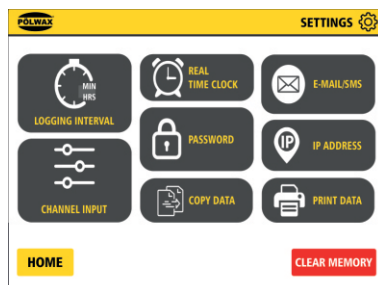 POLWAX
SETTINGS
MIN
HRS
LOGGING INTERVAL
REAL
TIME CLOCK
E-MAIL/SMS
PASSWORD
IP
IP ADDRESS
CHANNEL INPUT
COPY DATA
PRINT DATA
HOME
CLEAR MEMORY